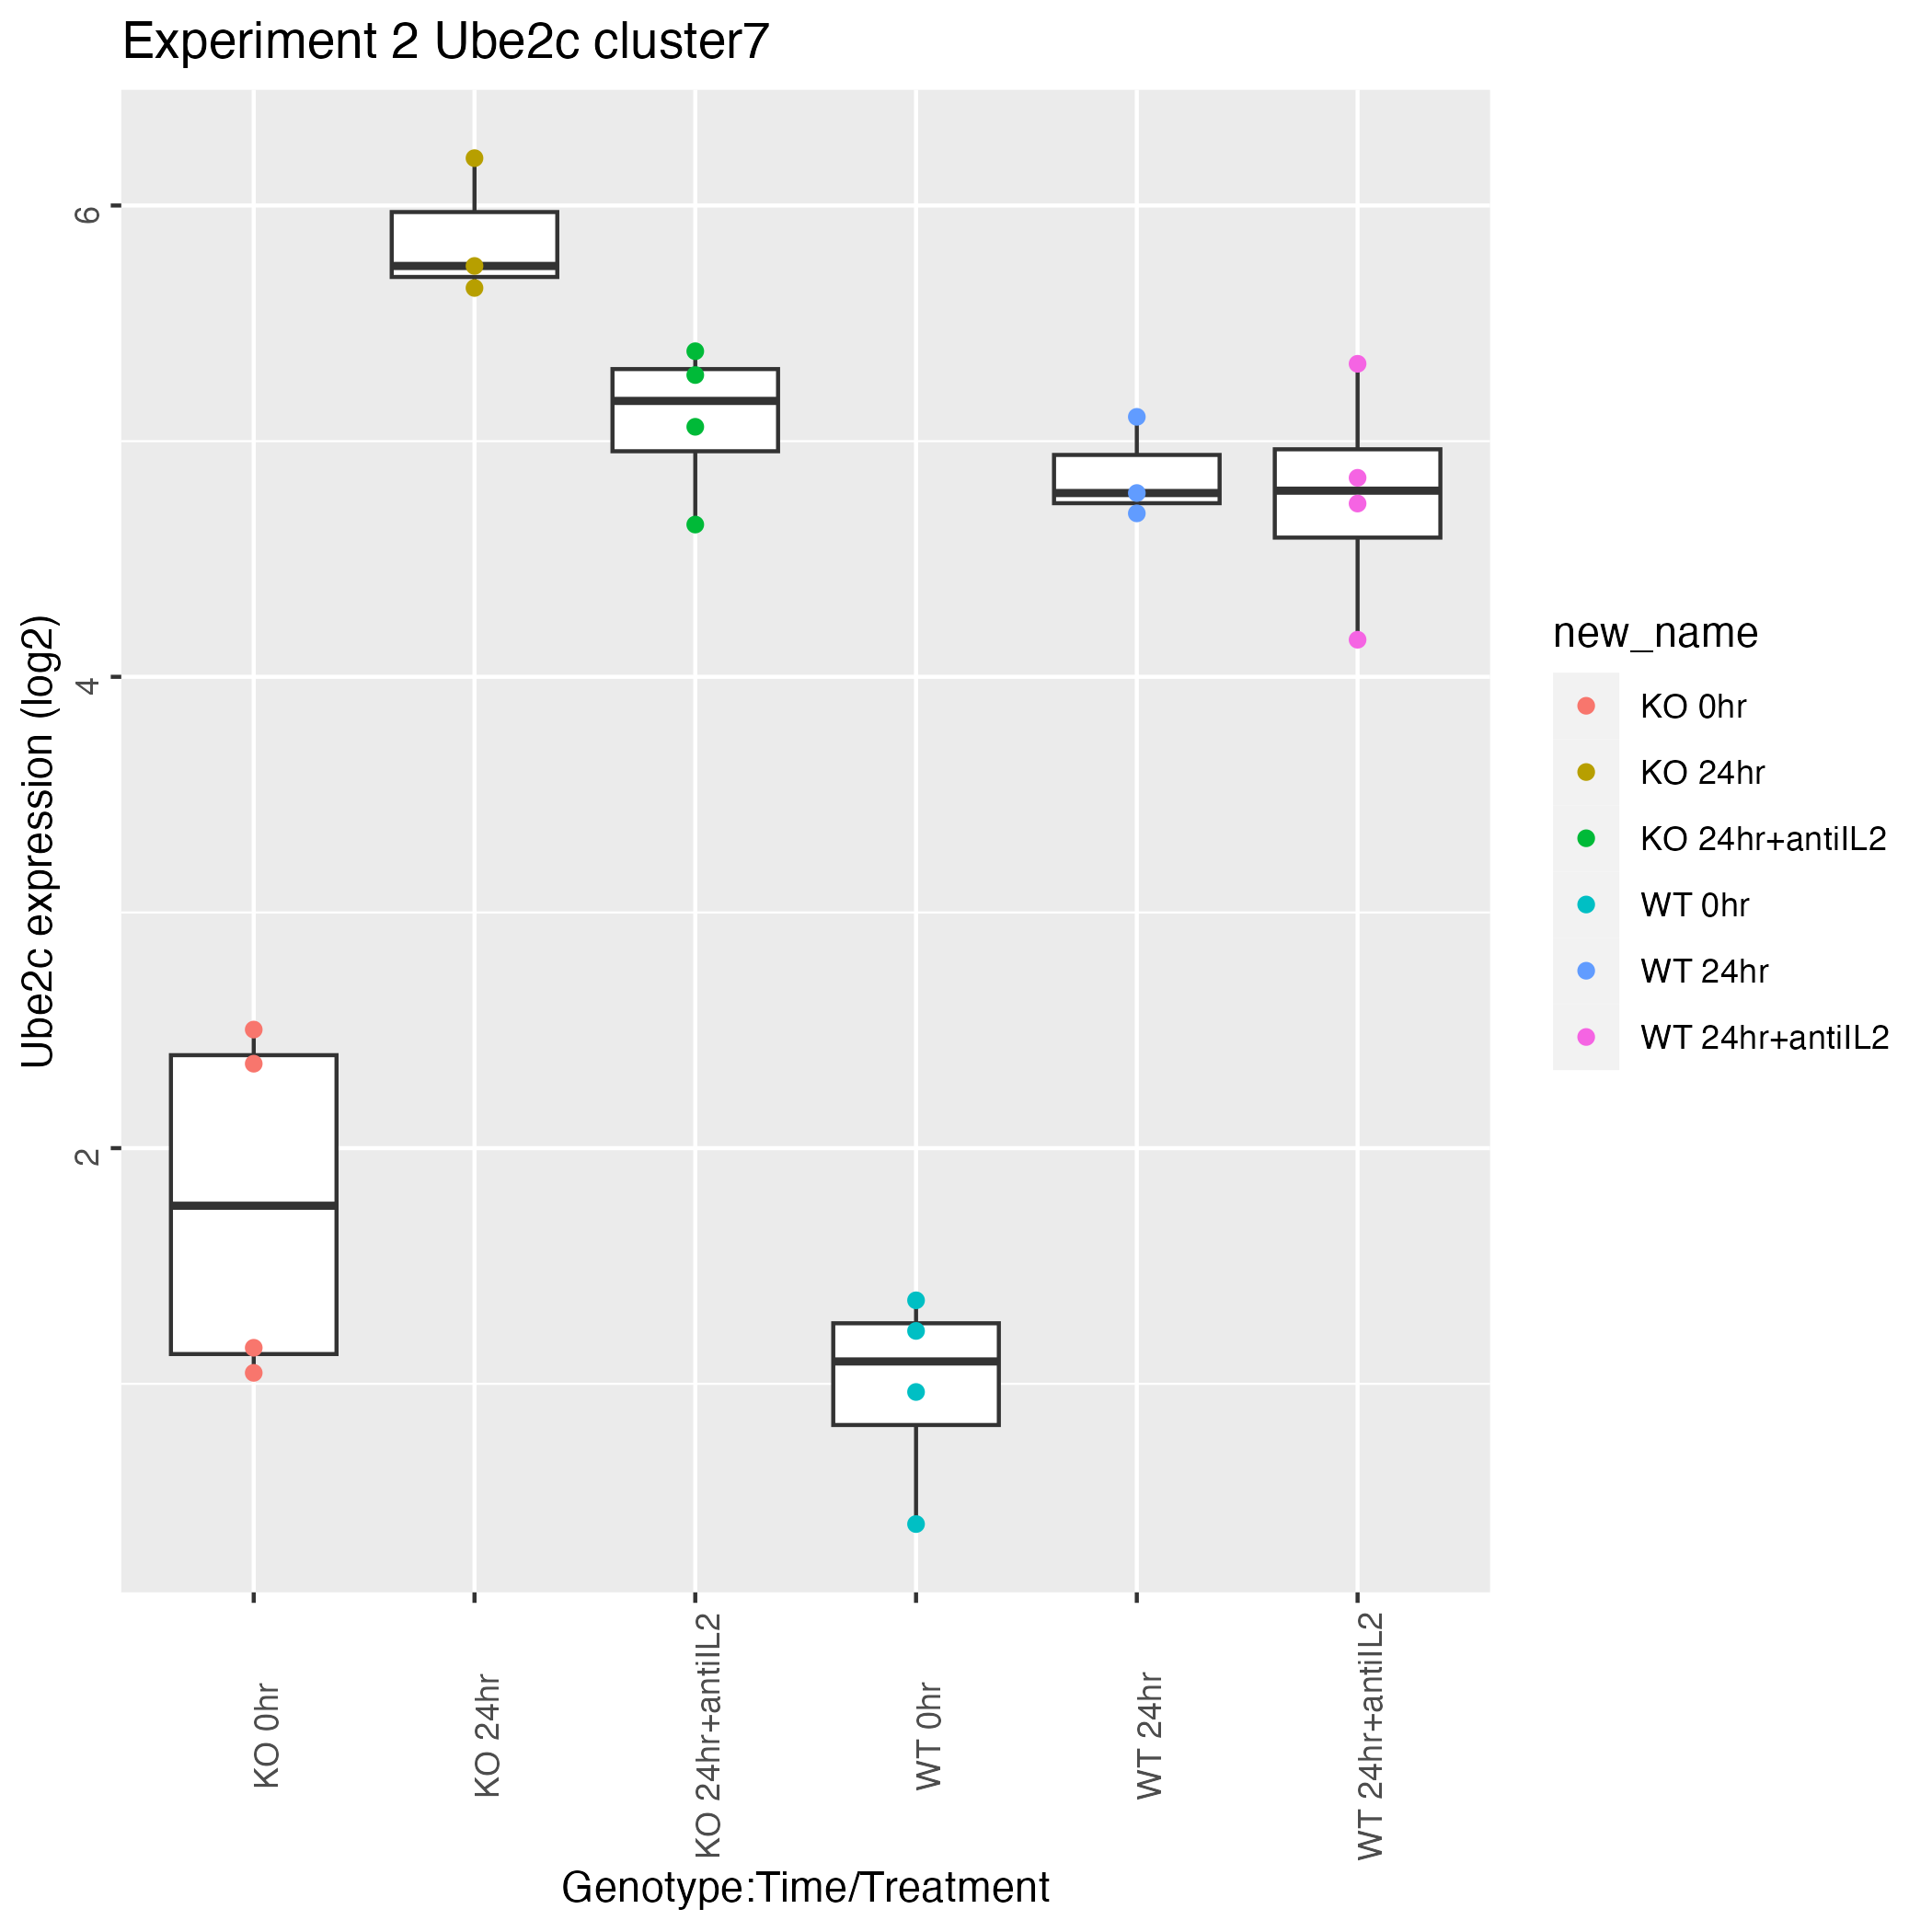 Experiment 2 Ube2c cluster7
Ube2c expression (log2)
6
4
2
KO 0hr
KO 24hr
KO 24hr+antiIL2
WT 0hr
WT 24hr
WT 24hr+antiIL2
Genotype:Time/Treatment
new_name
KO 0hr
KO 24hr
KO 24hr+antiIL2
WT 0hr
WT 24hr
WT 24hr+antiIL2